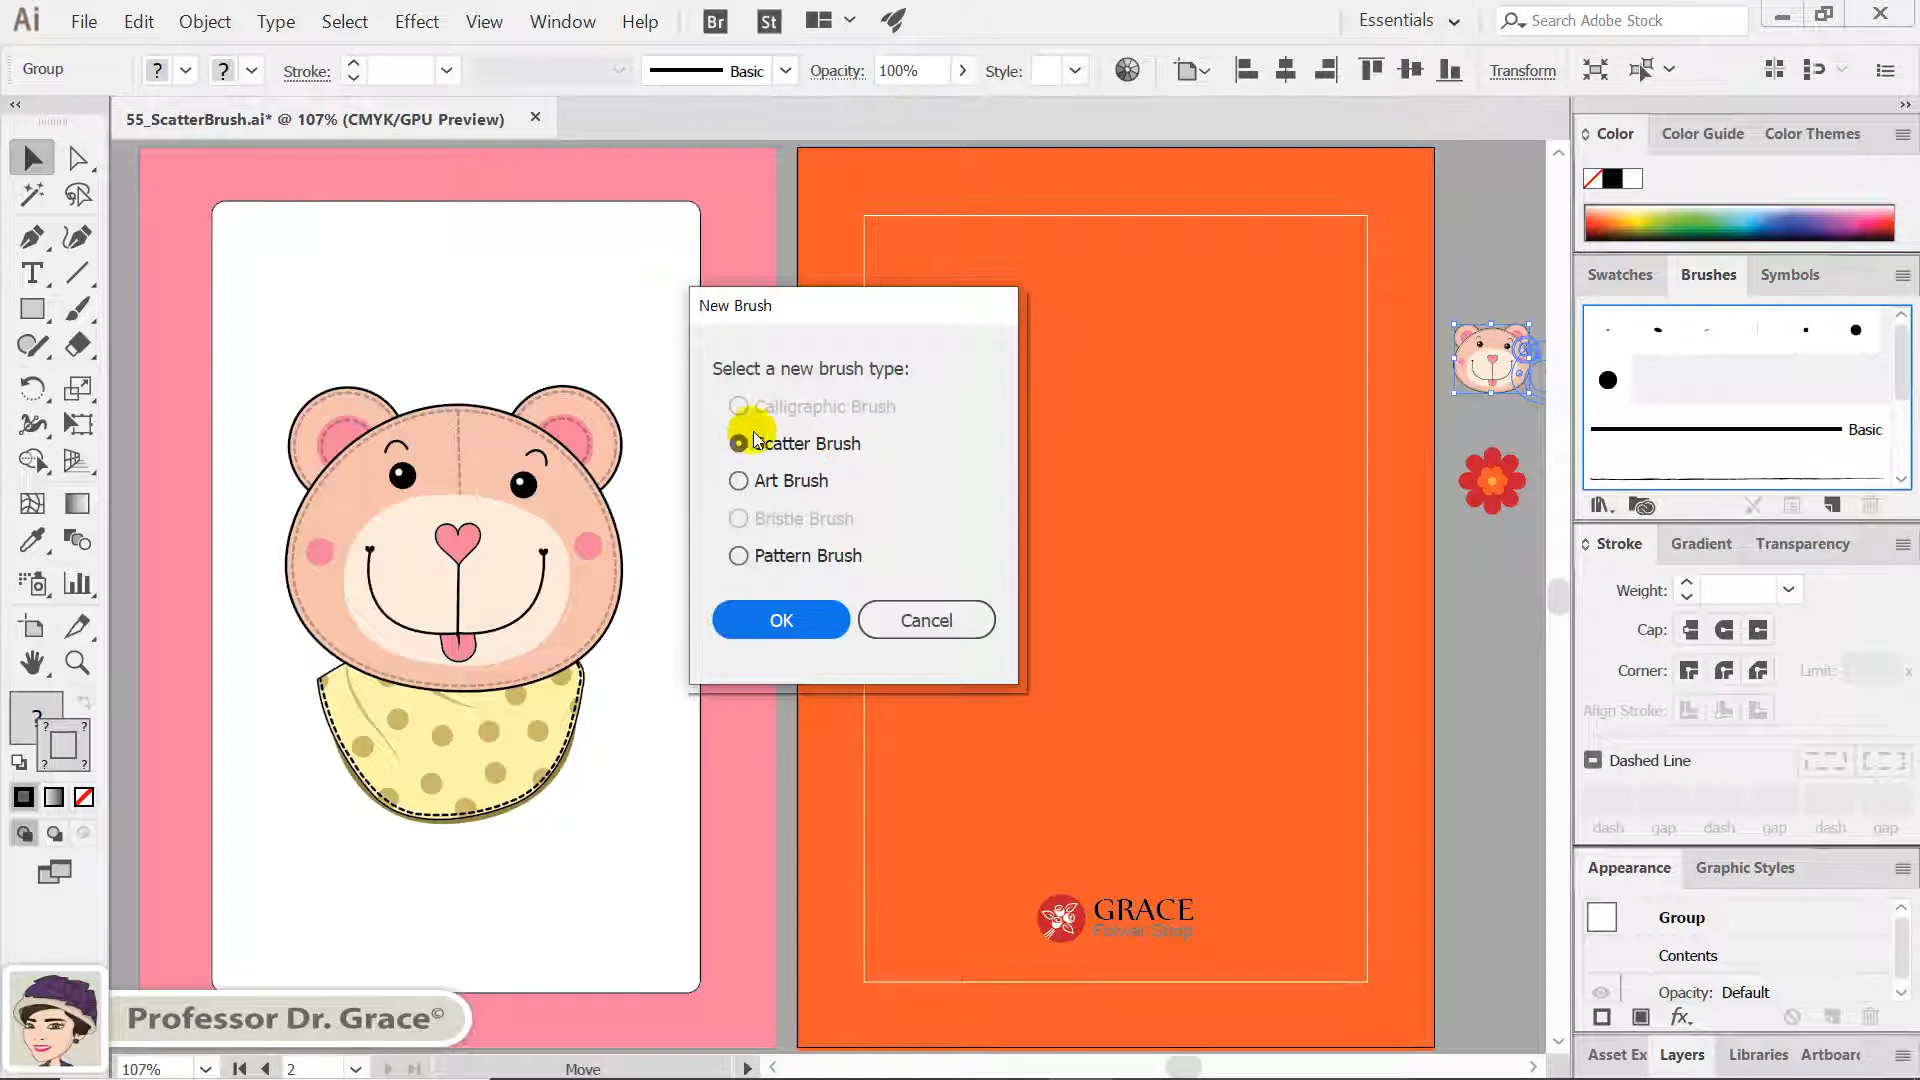 Ai File Edit Object Type Select Effect View Window Help Br St Essentials Search Adobe Stock
Group ? ? Stroke: Basic Opacity: 100% Style: Transform
55_ScatterBrush.ai* @ 107% (CMYK/GPU Preview)
Color Color Guide Color Themes
Swatches Brushes Symbols
Basic
New Brush
Select a new brush type:
Calligraphic Brush
Scatter Brush
Art Brush
Bristle Brush
Pattern Brush
OK Cancel
Stroke Gradient Transparency
Weight:
Cap:
Corner: Limit: x
Align Stroke:
Dashed Line
dash gap dash gap dash gap
Appearance Graphic Styles
Group
Contents
Opacity: Default
fx
GRACE
Folwer Shop
Professor Dr. Grace©
107% 2 Move
Asset Ex Layers Libraries Artboard